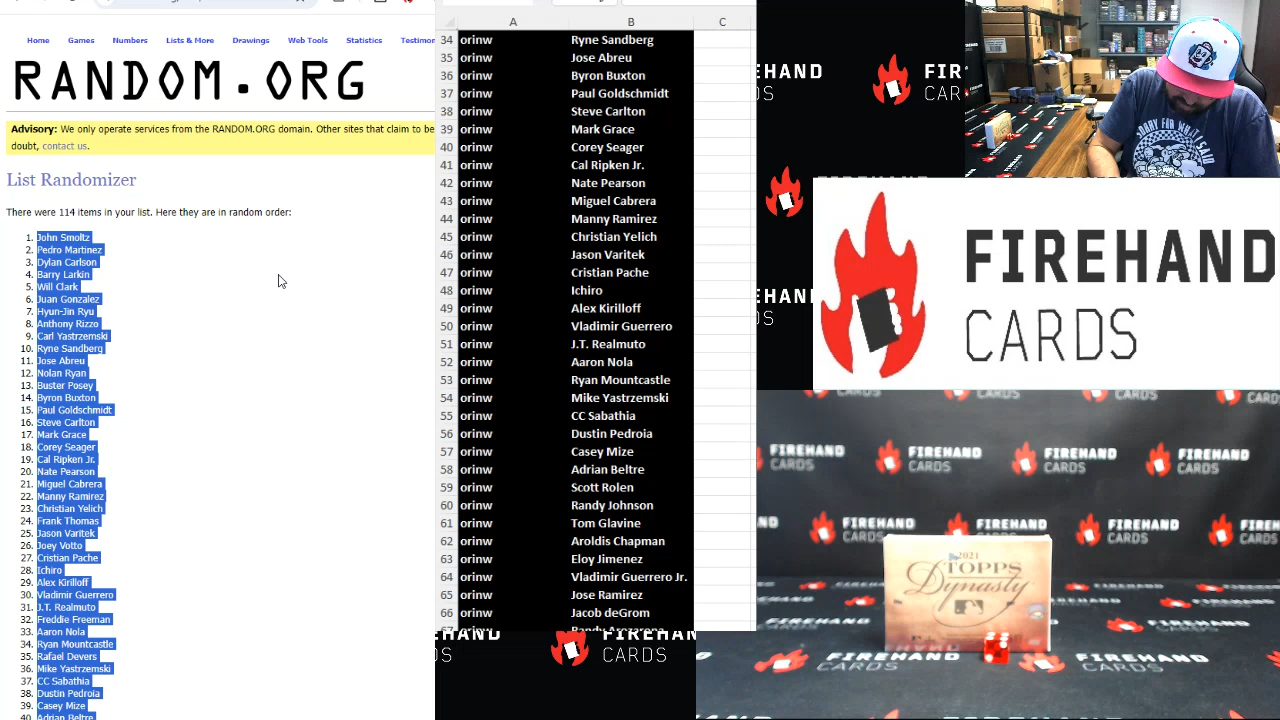 Home Games Numbers Lists & More Drawings Web Tools Statistics Testimor
RANDOM.ORG
Advisory: We only operate services from the RANDOM.ORG domain. Other sites that claim to be
doubt, contact us.
List Randomizer
There were 114 items in your list. Here they are in random order:
1. John Smoltz
2. Pedro Martinez
3. Dylan Carlson
4. Barry Larkin
5. Will Clark
6. Juan Gonzalez
7. Hyun-Jin Ryu
8. Anthony Rizzo
9. Carl Yastrzemski
10. Ryne Sandberg
11. Jose Abreu
12. Nolan Ryan
13. Buster Posey
14. Byron Buxton
15. Paul Goldschmidt
16. Steve Carlton
17. Mark Grace
18. Corey Seager
19. Cal Ripken Jr.
20. Nate Pearson
21. Miguel Cabrera
22. Manny Ramirez
23. Christian Yelich
24. Frank Thomas
25. Jason Varitek
26. Joey Votto
27. Cristian Pache
28. Ichiro
29. Alex Kirilloff
30. Vladimir Guerrero
31. J.T. Realmuto
32. Freddie Freeman
33. Aaron Nola
34. Ryan Mountcastle
35. Rafael Devers
36. Mike Yastrzemski
37. CC Sabathia
38. Dustin Pedroia
39. Casey Mize
40. Adrian Beltre
A B C
34 orinw Ryne Sandberg
35 orinw Jose Abreu
36 orinw Byron Buxton
37 orinw Paul Goldschmidt
38 orinw Steve Carlton
39 orinw Mark Grace
40 orinw Corey Seager
41 orinw Cal Ripken Jr.
42 orinw Nate Pearson
43 orinw Miguel Cabrera
44 orinw Manny Ramirez
45 orinw Christian Yelich
46 orinw Jason Varitek
47 orinw Cristian Pache
48 orinw Ichiro
49 orinw Alex Kirilloff
50 orinw Vladimir Guerrero
51 orinw J.T. Realmuto
52 orinw Aaron Nola
53 orinw Ryan Mountcastle
54 orinw Mike Yastrzemski
55 orinw CC Sabathia
56 orinw Dustin Pedroia
57 orinw Casey Mize
58 orinw Adrian Beltre
59 orinw Scott Rolen
60 orinw Randy Johnson
61 orinw Tom Glavine
62 orinw Aroldis Chapman
63 orinw Eloy Jimenez
64 orinw Vladimir Guerrero Jr.
65 orinw Jose Ramirez
66 orinw Jacob deGrom
FIREHAND
CARDS
2021
TOPPS
Dynasty
FIREHAND
CARDS
FIREHAND
CARDS
FIREHAND
CARDS